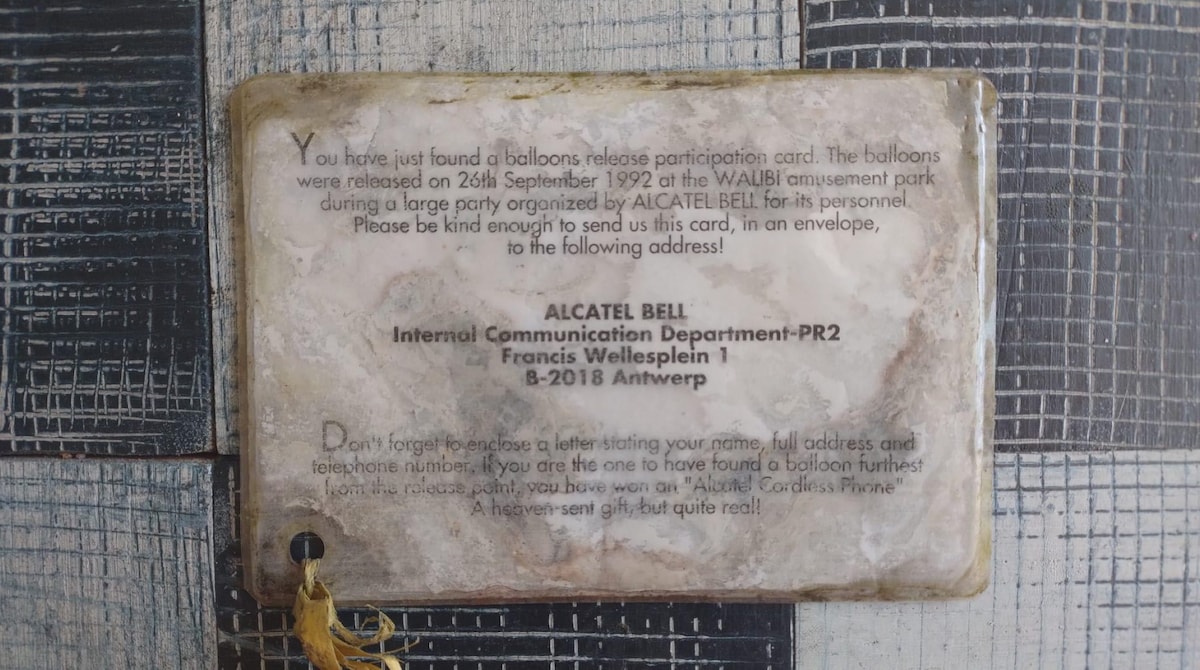 You have just found a balloons release participation card. The balloons
were released on 26th September 1992 at the WALIBI amusement park
during a large party organized by ALCATEL BELL for its personnel.
Please be kind enough to send us this card, in an envelope,
to the following address!
ALCATEL BELL
Internal Communication Department-PR2
Francis Wellesplein 1
B-2018 Antwerp
Don't forget to enclose a letter stating your name, full address and
telephone number. If you are the one to have found a balloon furthest
from the release point, you have won an "Alcatel Cordless Phone"
A heaven-sent gift, but quite real!